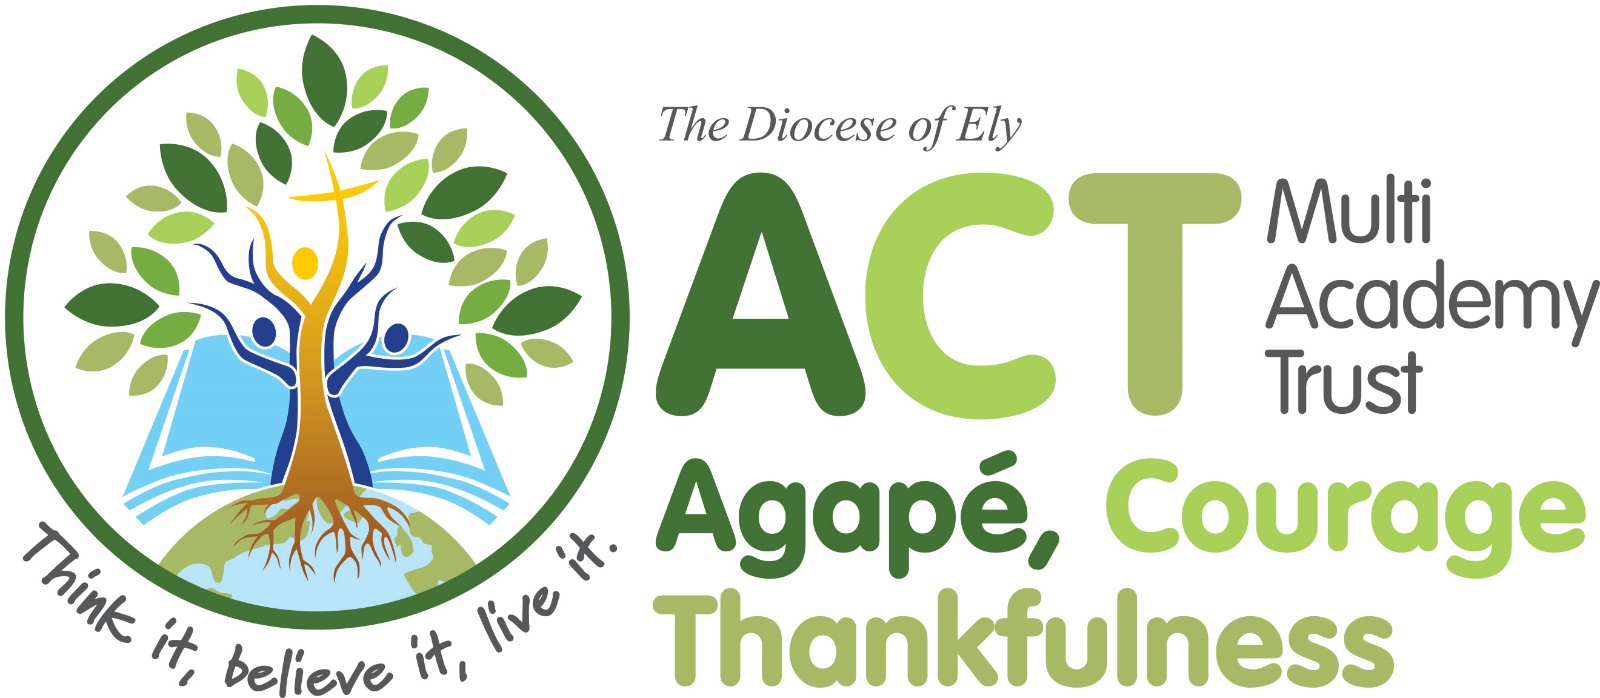 The Diocese of Ely
ACT
Multi
Academy
Trust
Agapé, Courage
Thankfulness
Think it, believe it, live it.